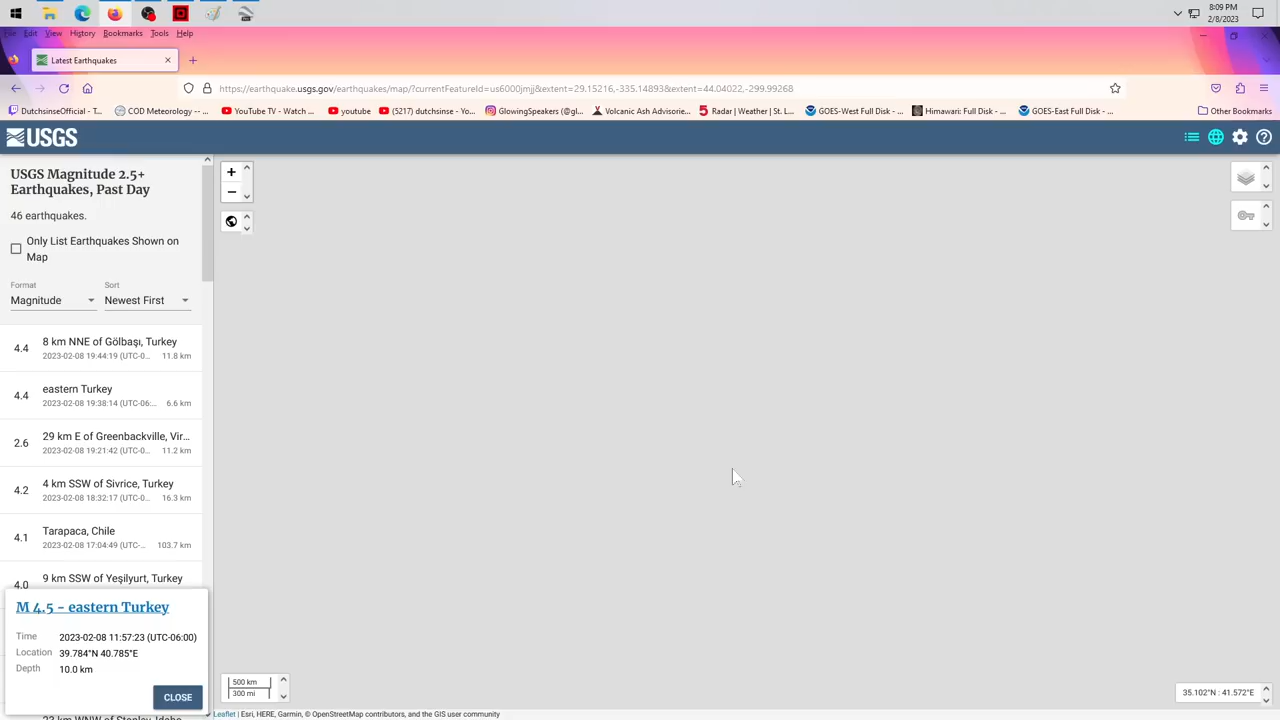 8:09 PM
2/8/2023
File Edit View History Bookmarks Tools Help
Latest Earthquakes
https://earthquake.usgs.gov/earthquakes/map/?currentFeatureId=us6000jmjj&extent=29.15216,-335.14893&extent=44.04022,-299.99268
DutchsinseOfficial - T... COD Meteorology -- ... YouTube TV - Watch ... youtube (5217) dutchsinse - You... GlowingSpeakers (@gl... Volcanic Ash Advisorie... Radar | Weather | St. L... GOES-West Full Disk - ... Himawari: Full Disk - ... GOES-East Full Disk - ... Other Bookmarks
USGS
USGS Magnitude 2.5+
Earthquakes, Past Day
46 earthquakes.
Only List Earthquakes Shown on
Map
Format Sort
Magnitude Newest First
8 km NNE of Gölbaşı, Turkey
4.4
2023-02-08 19:44:19 (UTC-0... 11.8 km
eastern Turkey
4.4
2023-02-08 19:38:14 (UTC-06:... 6.6 km
29 km E of Greenbackville, Vir...
2.6
2023-02-08 19:21:42 (UTC-0... 11.2 km
4 km SSW of Sivrice, Turkey
4.2
2023-02-08 18:32:17 (UTC-0... 16.3 km
Tarapaca, Chile
4.1
2023-02-08 17:04:49 (UTC-... 103.7 km
9 km SSW of Yeşilyurt, Turkey
4.0
M 4.5 - eastern Turkey
Time 2023-02-08 11:57:23 (UTC-06:00)
Location 39.784°N 40.785°E
Depth 10.0 km
CLOSE
23 km WNW of Stanley, Idaho
500 km
300 mi
35.102°N : 41.572°E
Leaflet | Esri, HERE, Garmin, © OpenStreetMap contributors, and the GIS user community